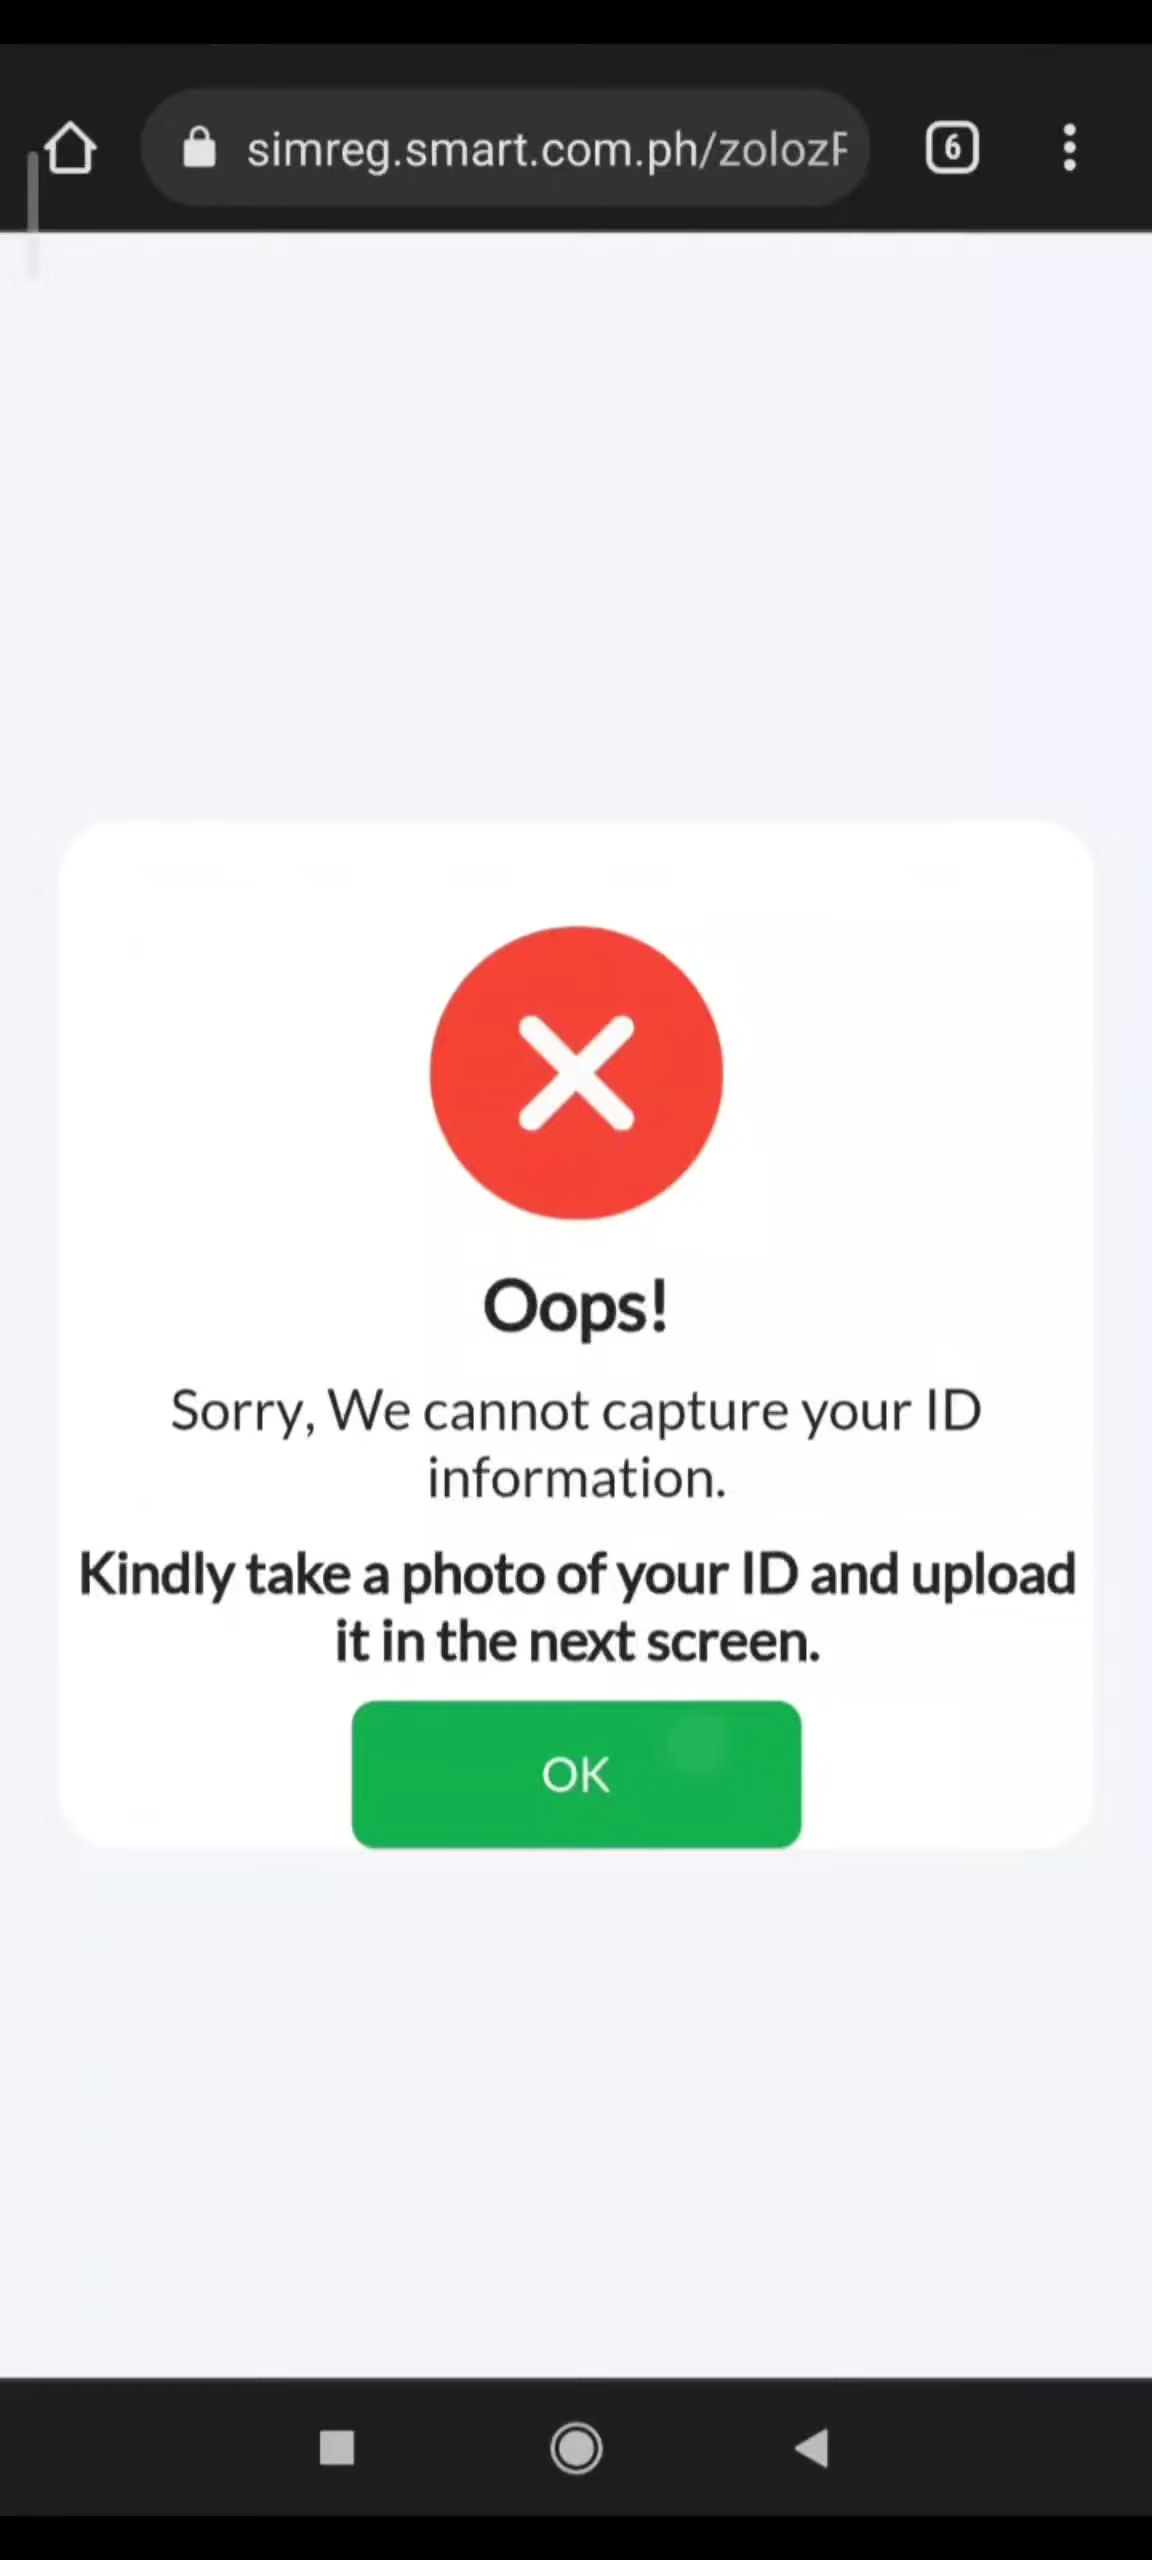 simreg.smart.com.ph/zoloz
6
Oops!
Sorry, We cannot capture your ID
information.
Kindly take a photo of your ID and upload
it in the next screen.
OK